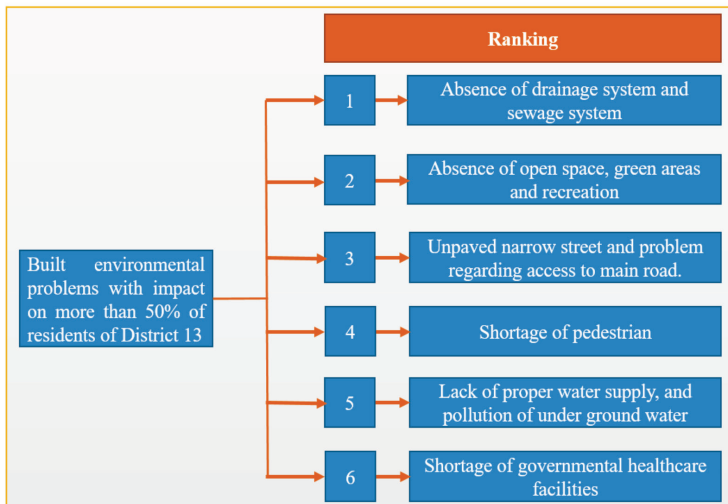 Ranking
1
Absence of drainage system and
sewage system
2
Absence of open space, green areas
and recreation
3
Unpaved narrow street and problem
regarding access to main road.
Built environmental
problems with impact
on more than 50% of
residents of District 13
4
Shortage of pedestrian
5
Lack of proper water supply, and
pollution of under ground water
6
Shortage of governmental healthcare
facilities